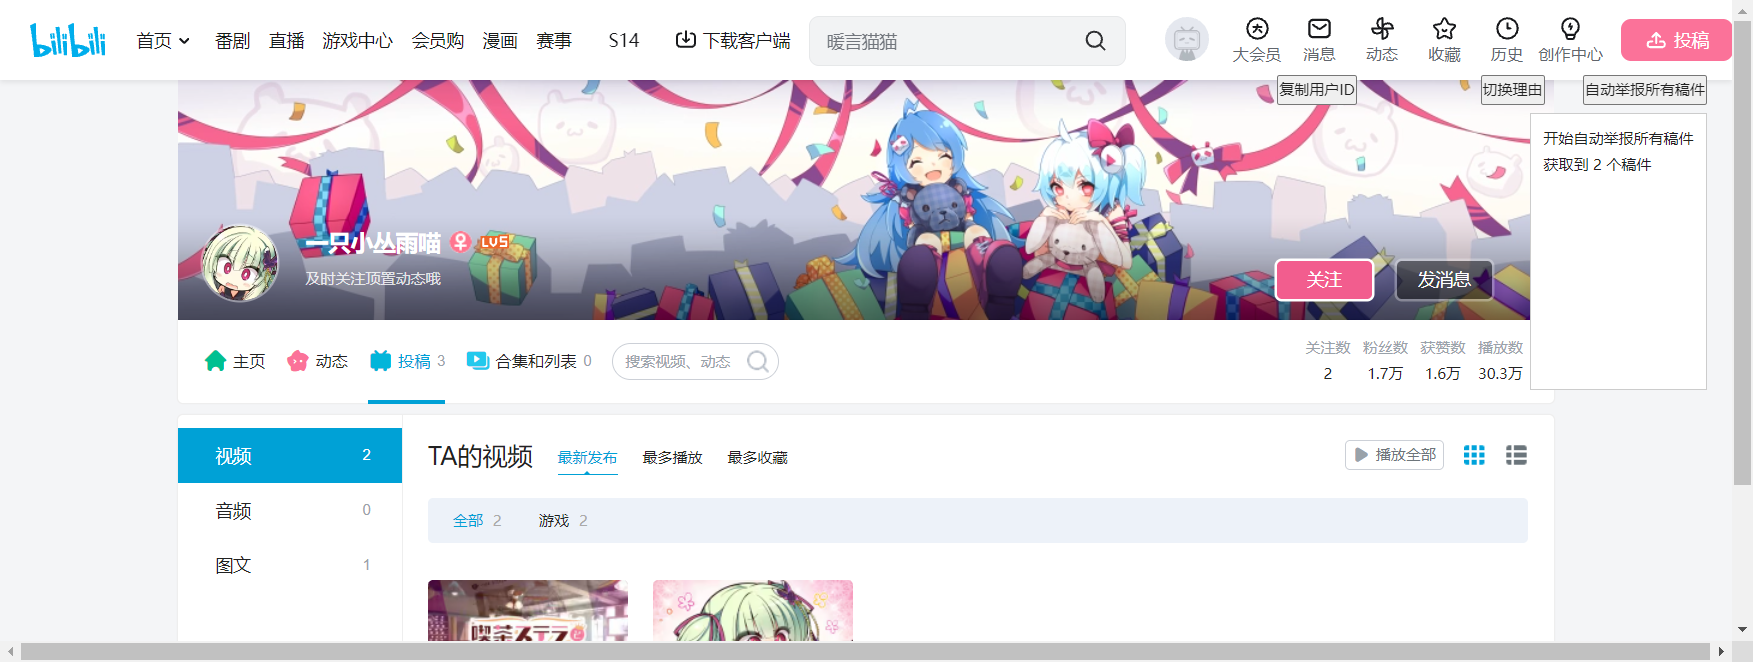 bilibili 首页 番剧 直播 游戏中心 会员购 漫画 赛事 S14 下载客户端 暖言猫猫 大会员 消息 动态 收藏 历史 创作中心 投稿
复制用户ID 切换理由 自动举报所有稿件
开始自动举报所有稿件
获取到 2 个稿件
一只小丛雨喵 LV5
及时关注顶置动态哦
关注 发消息
主页 动态 投稿 3 合集和列表 0 搜索视频、动态
关注数 粉丝数 获赞数 播放数
2 1.7万 1.6万 30.3万
视频 2
音频 0
图文 1
TA的视频 最新发布 最多播放 最多收藏 播放全部
全部 2 游戏 2
喫茶ステラ